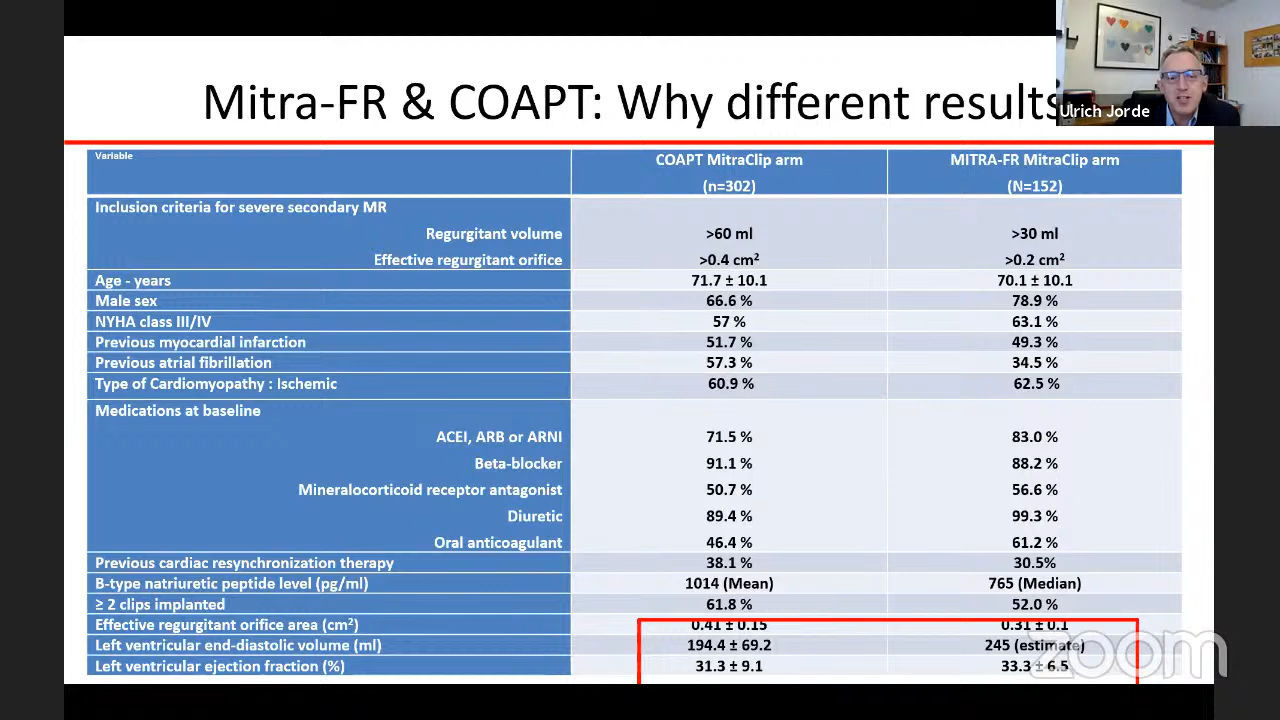 Mitra-FR & COAPT: Why different results
Ulrich Jorde
Variable COAPT MitraClip arm (n=302) MITRA-FR MitraClip arm (N=152)
Inclusion criteria for severe secondary MR
Regurgitant volume >60 ml >30 ml
Effective regurgitant orifice >0.4 cm² >0.2 cm²
Age - years 71.7 ± 10.1 70.1 ± 10.1
Male sex 66.6 % 78.9 %
NYHA class III/IV 57 % 63.1 %
Previous myocardial infarction 51.7 % 49.3 %
Previous atrial fibrillation 57.3 % 34.5 %
Type of Cardiomyopathy : Ischemic 60.9 % 62.5 %
Medications at baseline
ACEI, ARB or ARNI 71.5 % 83.0 %
Beta-blocker 91.1 % 88.2 %
Mineralocorticoid receptor antagonist 50.7 % 56.6 %
Diuretic 89.4 % 99.3 %
Oral anticoagulant 46.4 % 61.2 %
Previous cardiac resynchronization therapy 38.1 % 30.5%
B-type natriuretic peptide level (pg/ml) 1014 (Mean) 765 (Median)
≥ 2 clips implanted 61.8 % 52.0 %
Effective regurgitant orifice area (cm²) 0.41 ± 0.15 0.31 ± 0.1
Left ventricular end-diastolic volume (ml) 194.4 ± 69.2 245 (estimate)
Left ventricular ejection fraction (%) 31.3 ± 9.1 33.3 ± 6.5
zoom